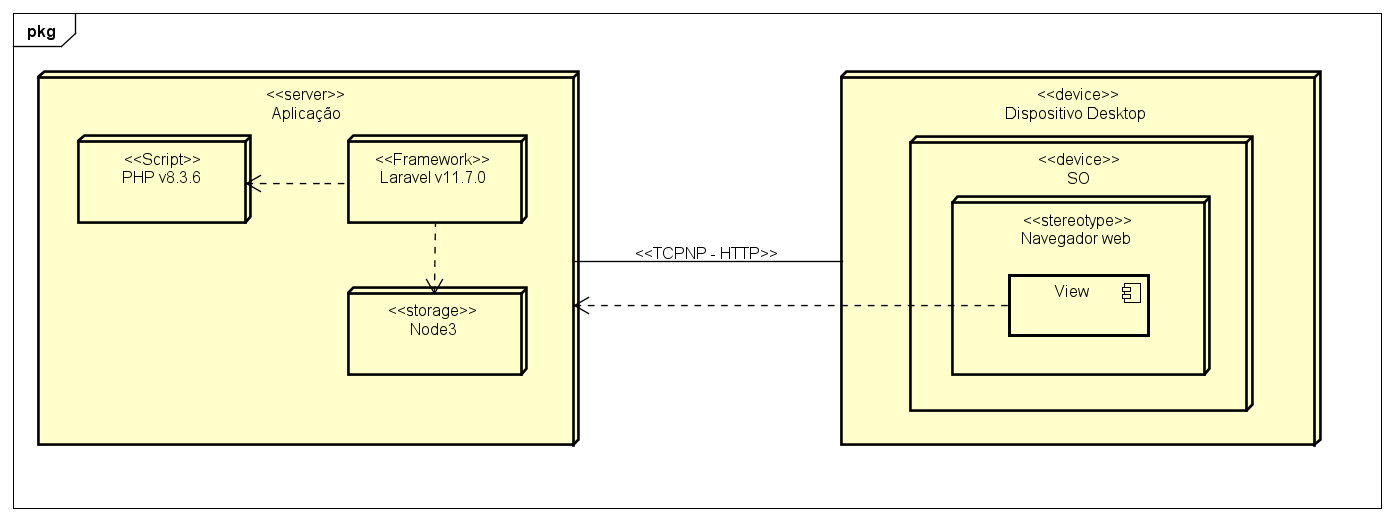 pkg
<<server>>
Aplicação
<<Script>>
PHP v8.3.6
<<Framework>>
Laravel v11.7.0
<<storage>>
Node3
<<TCPNP - HTTP>>
<<device>>
Dispositivo Desktop
<<device>>
SO
<<stereotype>>
Navegador web
View